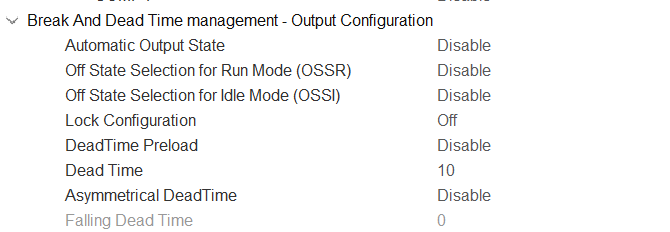 Break And Dead Time management - Output Configuration
Automatic Output State Disable
Off State Selection for Run Mode (OSSR) Disable
Off State Selection for Idle Mode (OSSI) Disable
Lock Configuration Off
DeadTime Preload Disable
Dead Time 10
Asymmetrical DeadTime Disable
Falling Dead Time 0